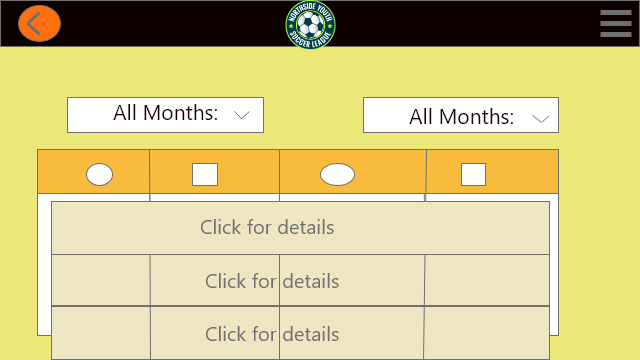 NORTHSIDE YOUTH
SOCCER LEAGUE
All Months:
All Months:
Click for details
Click for details
Click for details